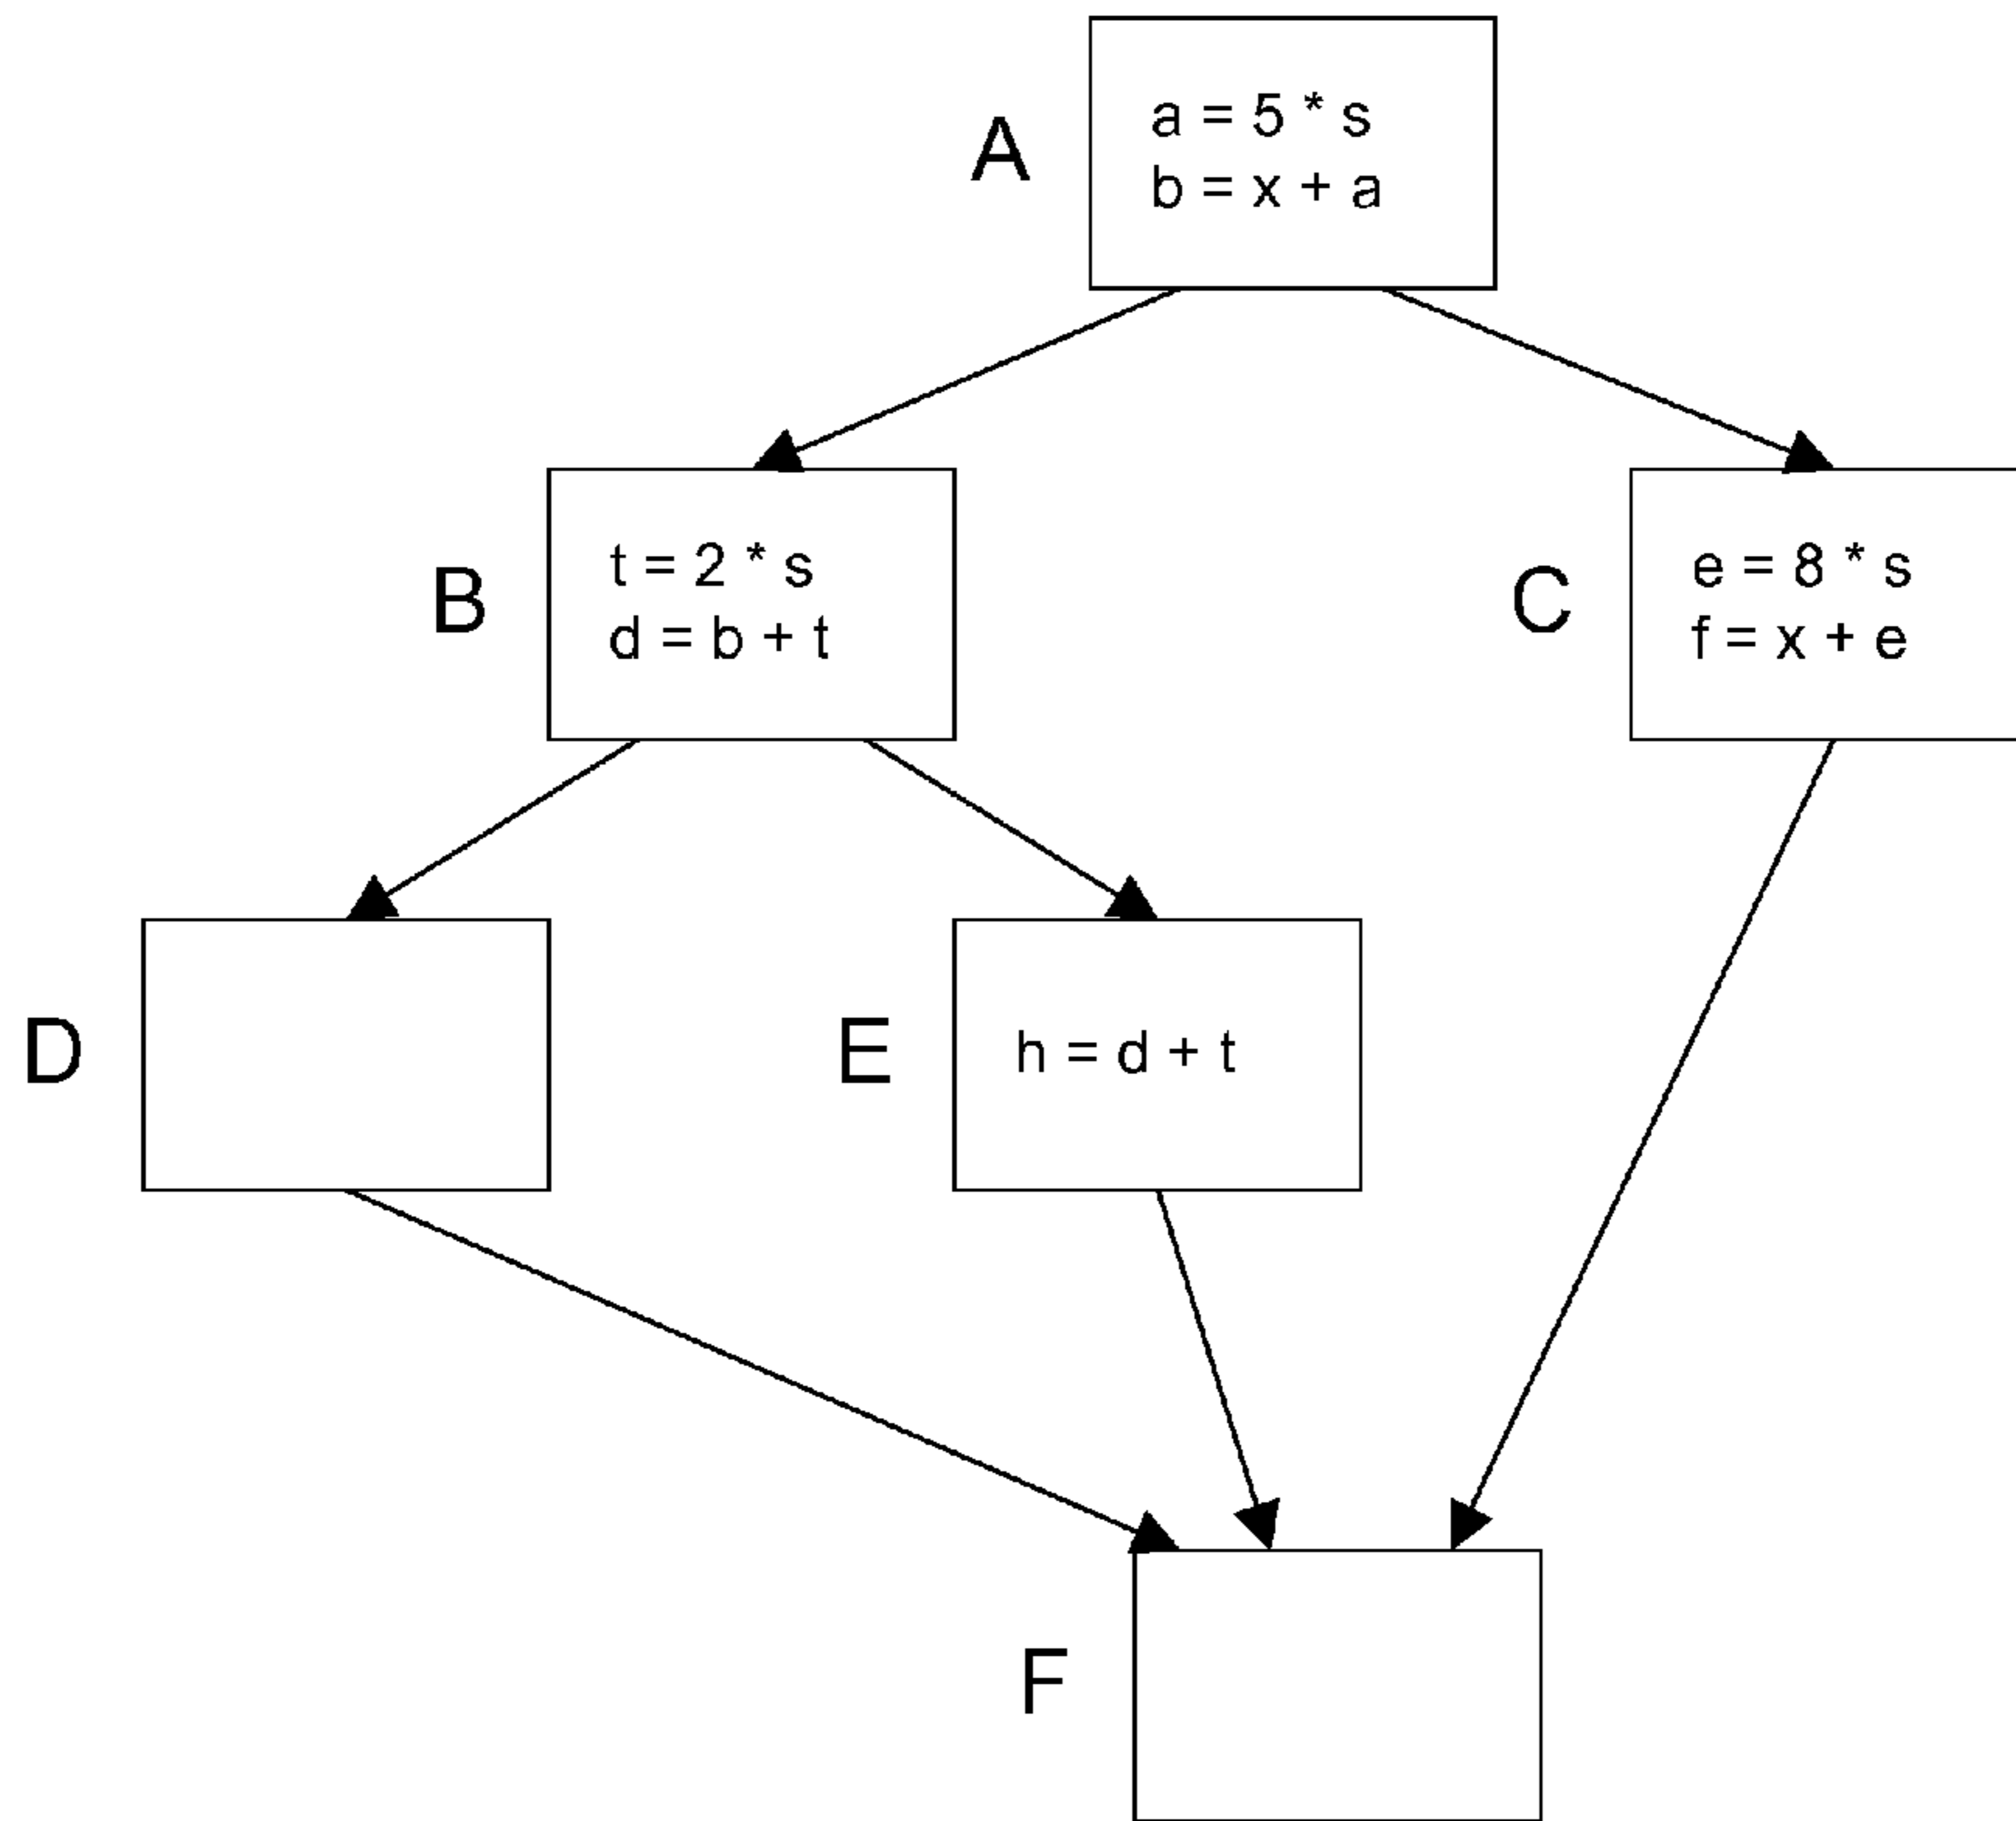 A
a = 5 * s
b = x + a
B
t = 2 * s
d = b + t
C
e = 8 * s
f = x + e
D
E
h = d + t
F